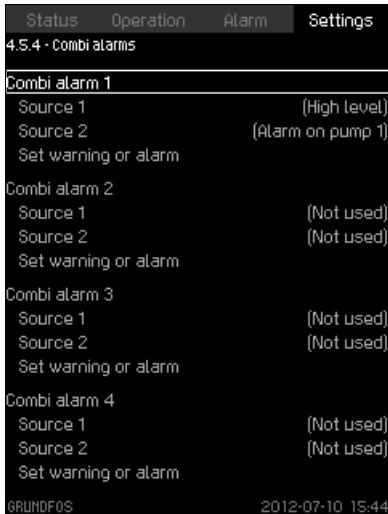 Status Operation Alarm Settings
4.5.4 - Combi alarms
Combi alarm 1
Source 1 (High level)
Source 2 (Alarm on pump 1)
Set warning or alarm
Combi alarm 2
Source 1 (Not used)
Source 2 (Not used)
Set warning or alarm
Combi alarm 3
Source 1 (Not used)
Source 2 (Not used)
Set warning or alarm
Combi alarm 4
Source 1 (Not used)
Source 2 (Not used)
Set warning or alarm
GRUNDFOS 2012-07-10 15:44